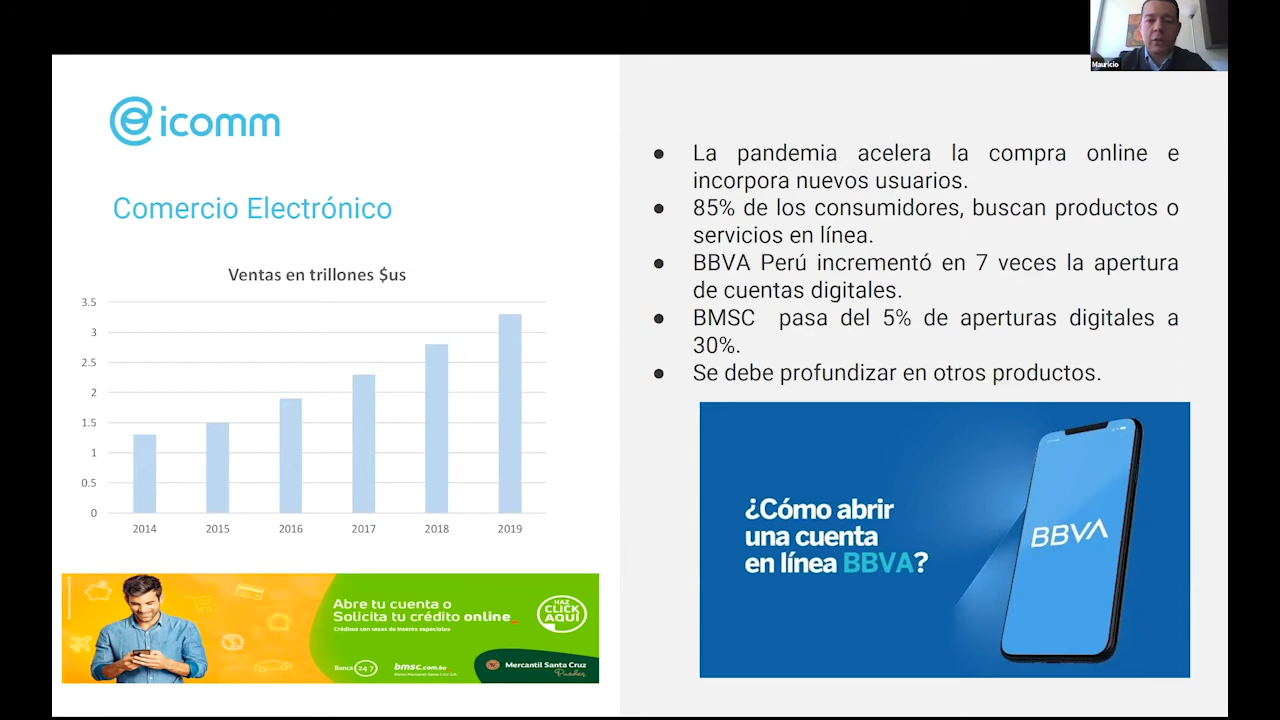 Mauricio
icomm
Comercio Electrónico
Ventas en trillones $us
3.5
3
2.5
2
1.5
1
0.5
0
2014 2015 2016 2017 2018 2019
Abre tu cuenta o
Solicita tu crédito online_
Créditos con tasas de interés especiales
HAZ
CLICK
AQUÍ
Banca 24 7
bmsc.com.bo
Mercantil Santa Cruz
● La pandemia acelera la compra online e
incorpora nuevos usuarios.
● 85% de los consumidores, buscan productos o
servicios en línea.
● BBVA Perú incrementó en 7 veces la apertura
de cuentas digitales.
● BMSC pasa del 5% de aperturas digitales a
30%.
● Se debe profundizar en otros productos.
¿Cómo abrir
una cuenta
en línea BBVA?
BBVA